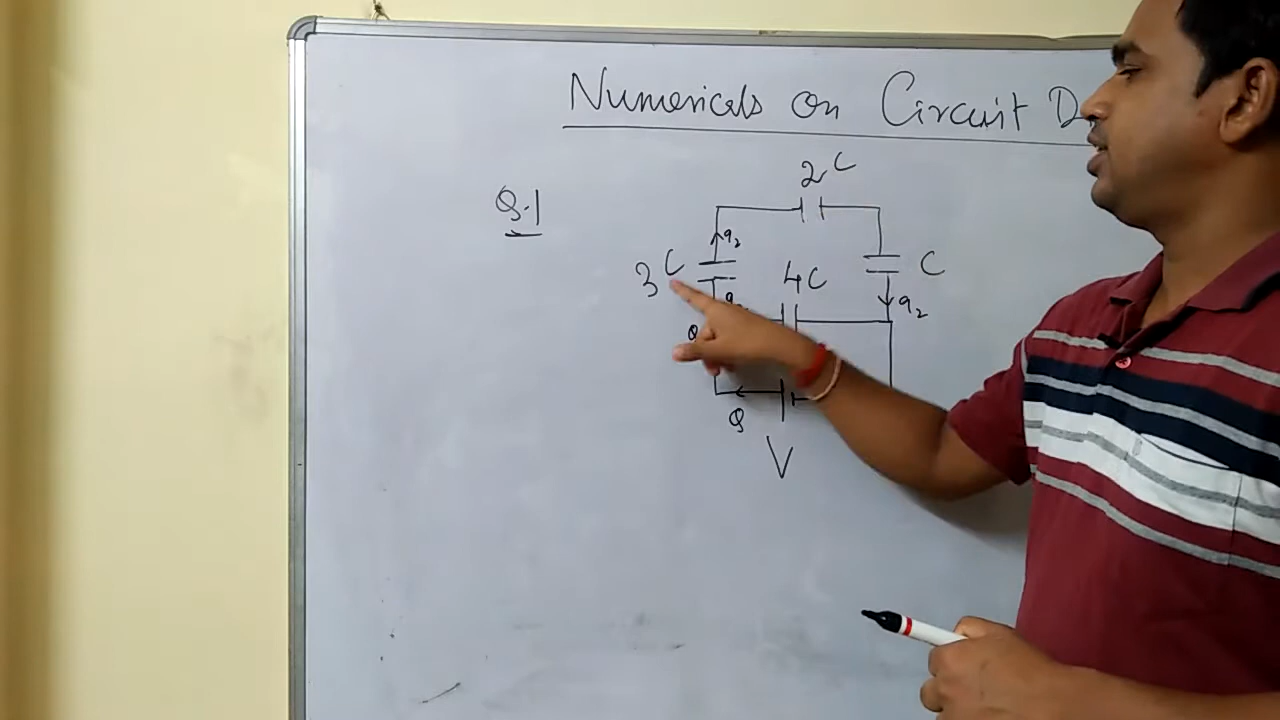 Numericals on Circuit
Q.1
2C
q2
3C
4C
C
q2
Q
Q
V